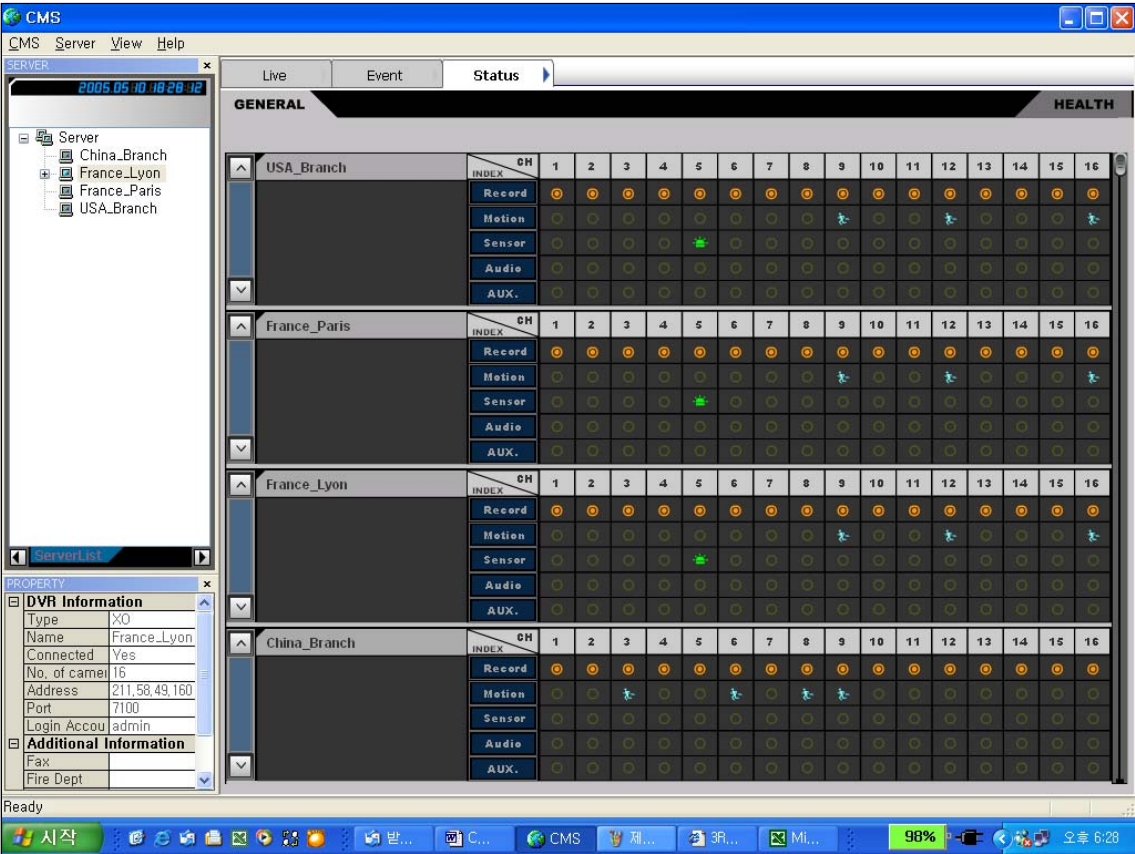 CMS
CMS Server View Help
SERVER
2005.05.10.18:28:12
Server
China_Branch
France_Lyon
France_Paris
USA_Branch
ServerList
PROPERTY
DVR Information
Type XO
Name France_Lyon
Connected Yes
No, of camer 16
Address 211,58,49,160
Port 7100
Login Accou admin
Additional Information
Fax
Fire Dept
Live Event Status
GENERAL HEALTH
USA_Branch CH INDEX 1 2 3 4 5 6 7 8 9 10 11 12 13 14 15 16
Record
Motion
Sensor
Audio
AUX.
France_Paris CH INDEX 1 2 3 4 5 6 7 8 9 10 11 12 13 14 15 16
Record
Motion
Sensor
Audio
AUX.
France_Lyon CH INDEX 1 2 3 4 5 6 7 8 9 10 11 12 13 14 15 16
Record
Motion
Sensor
Audio
AUX.
China_Branch CH INDEX 1 2 3 4 5 6 7 8 9 10 11 12 13 14 15 16
Record
Motion
Sensor
Audio
AUX.
Ready
시작 받... C... CMS 제... 3R... Mi... 98% 오후 6:28